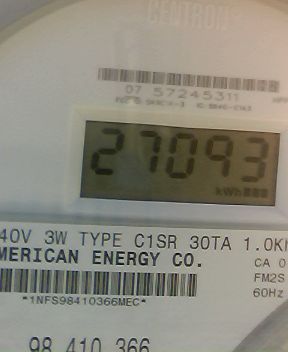 CENTRON
07 57245311
27093
kWh
40V 3W TYPE C1SR 30TA 1.0Kh
MERICAN ENERGY CO.
CA 0
FM2S
60Hz
*1NFS98410366MEC*
98 410 366